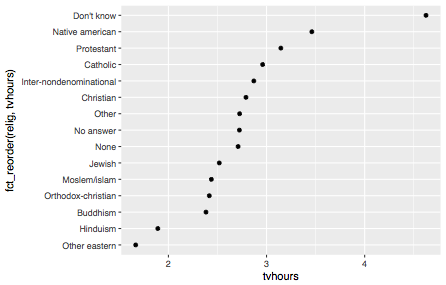 fct_reorder(relig, tvhours)
Don't know
Native american
Protestant
Catholic
Inter-nondenominational
Christian
Other
No answer
None
Jewish
Moslem/islam
Orthodox-christian
Buddhism
Hinduism
Other eastern
2 3 4
tvhours